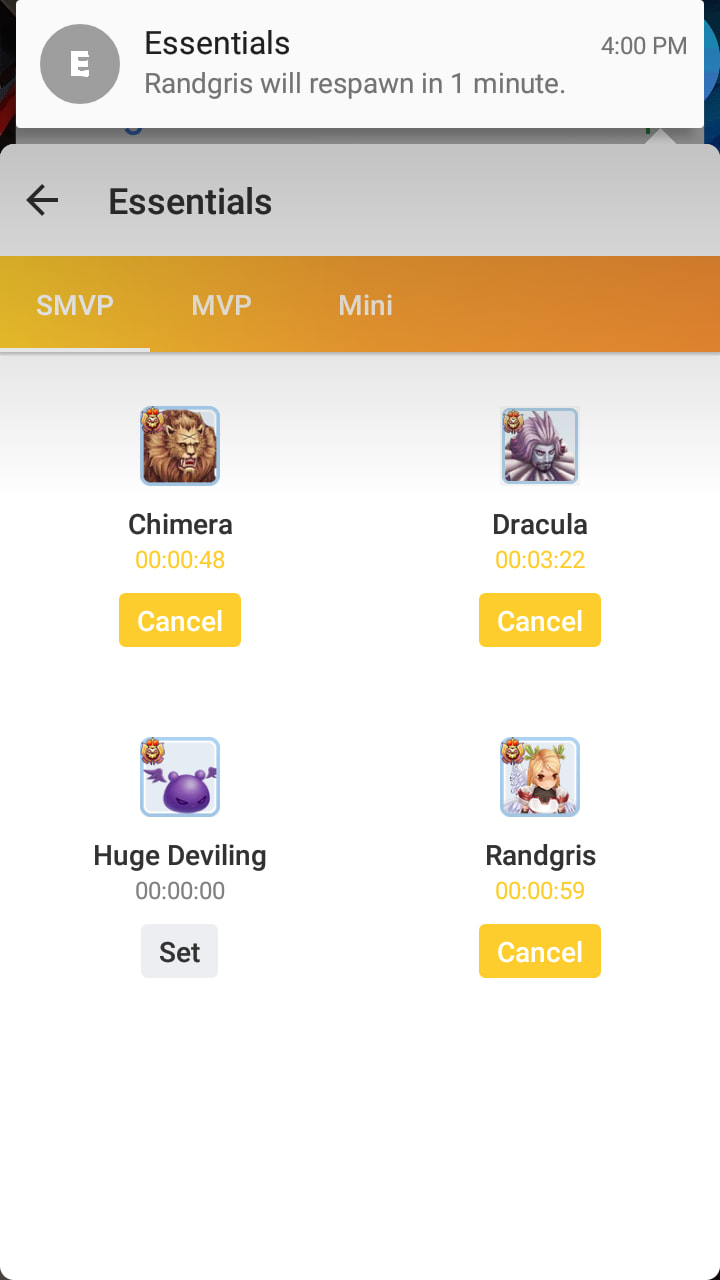 E
Essentials
4:00 PM
Randgris will respawn in 1 minute.
Essentials
SMVP MVP Mini
Chimera
00:00:48
Cancel
Dracula
00:03:22
Cancel
Huge Deviling
00:00:00
Set
Randgris
00:00:59
Cancel